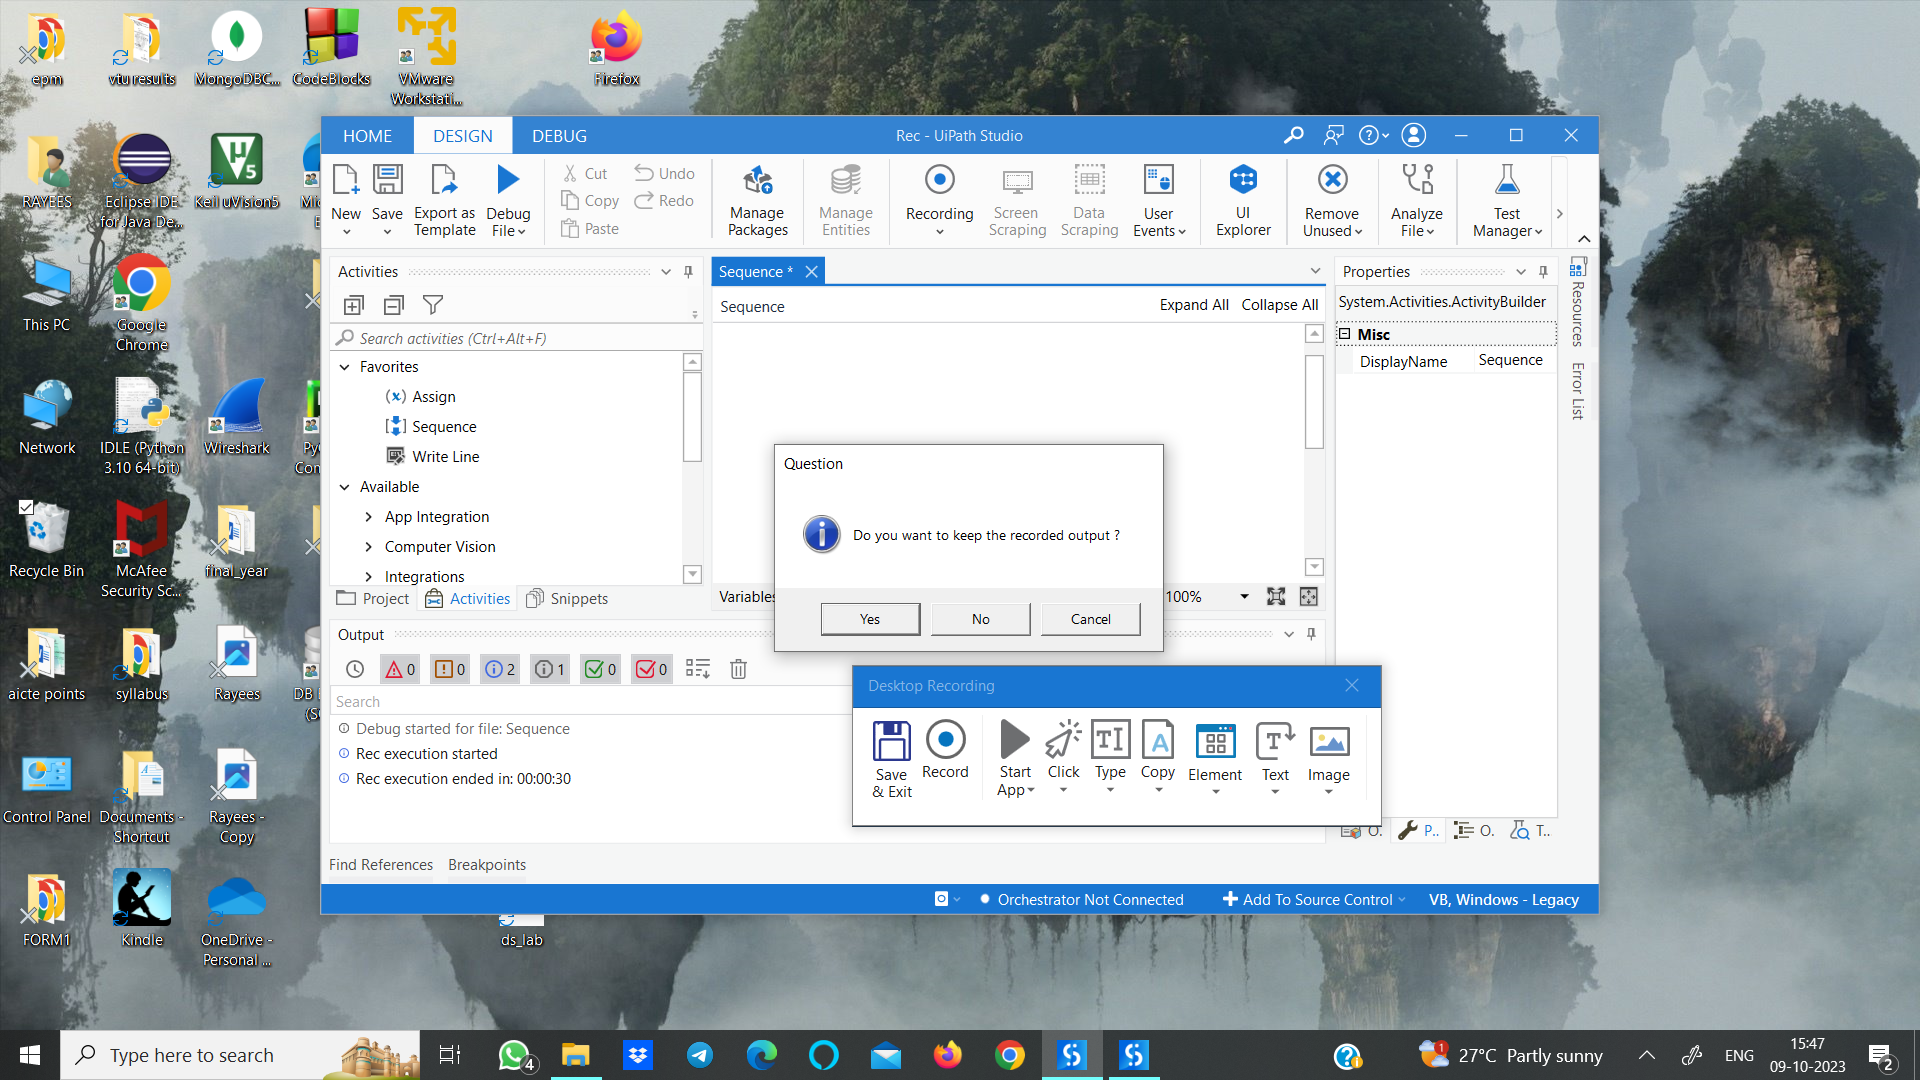 epm
vtu results
MongoDBC...
CodeBlocks
VMware
Workstati...
Firefox
RAYEES
Eclipse IDE
for Java De...
Keil uVision5
This PC
Google
Chrome
Network
IDLE (Python
3.10 64-bit)
Wireshark
Recycle Bin
McAfee
Security Sc...
final_year
aicte points
syllabus
Rayees
Control Panel
Documents -
Shortcut
Rayees -
Copy
FORM1
Kindle
OneDrive -
Personal ...
ds_lab
HOME
DESIGN
DEBUG
Rec - UiPath Studio
New
Save
Export as
Template
Debug
File
Cut
Copy
Paste
Undo
Redo
Manage
Packages
Manage
Entities
Recording
Screen
Scraping
Data
Scraping
User
Events
UI
Explorer
Remove
Unused
Analyze
File
Test
Manager
Activities
Search activities (Ctrl+Alt+F)
Favorites
(x) Assign
Sequence
Write Line
Available
App Integration
Computer Vision
Integrations
Project
Activities
Snippets
Sequence *
Sequence
Expand All Collapse All
Variables
100%
Properties
System.Activities.ActivityBuilder
Misc
DisplayName Sequence
Resources
Error List
Question
Do you want to keep the recorded output ?
Yes
No
Cancel
Output
0
0
2
1
0
0
Search
Debug started for file: Sequence
Rec execution started
Rec execution ended in: 00:00:30
Desktop Recording
Save
& Exit
Record
Start
App
Click
Type
Copy
Element
Text
Image
O.
P..
O.
T..
Find References Breakpoints
Orchestrator Not Connected
Add To Source Control
VB, Windows - Legacy
Type here to search
4
1
27°C Partly sunny
ENG
15:47
09-10-2023
2